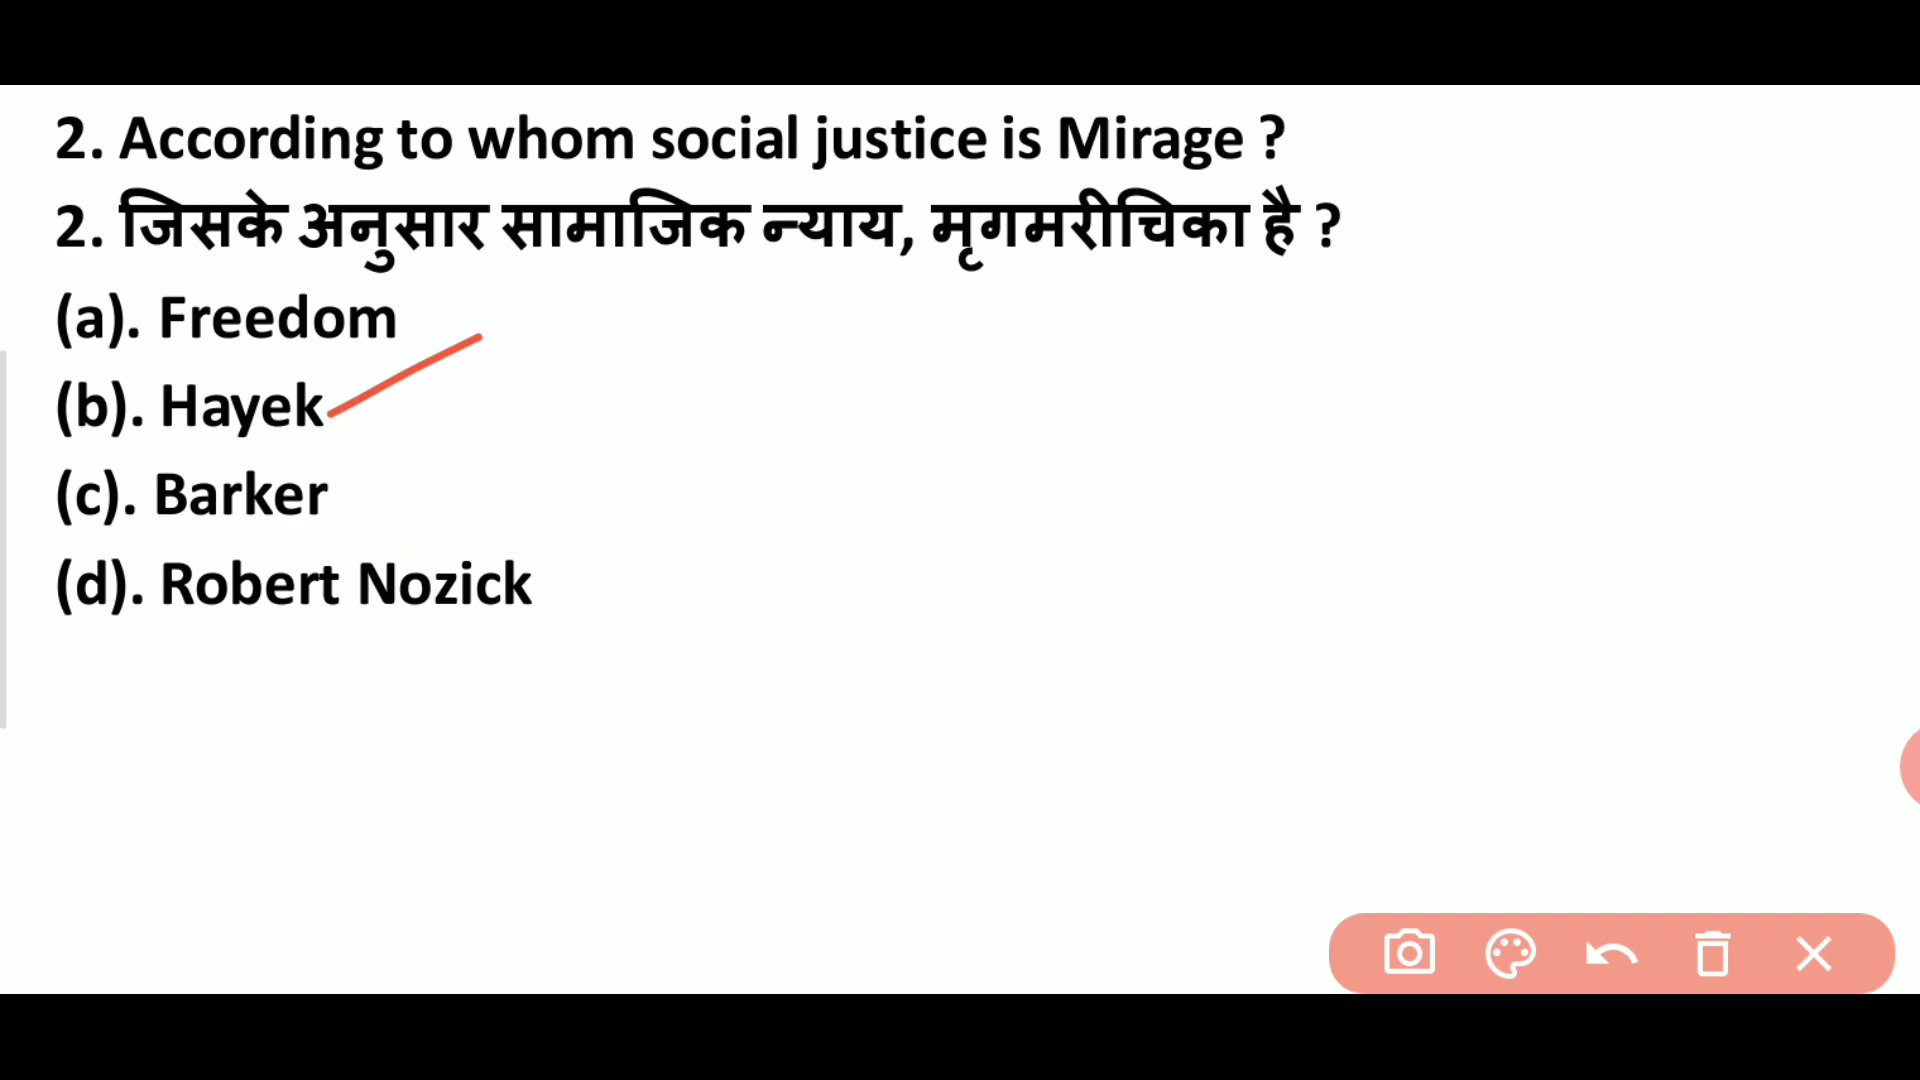 2. According to whom social justice is Mirage ?
2. जिसके अनुसार सामाजिक न्याय, मृगमरीचिका है ?
(a). Freedom
(b). Hayek
(c). Barker
(d). Robert Nozick